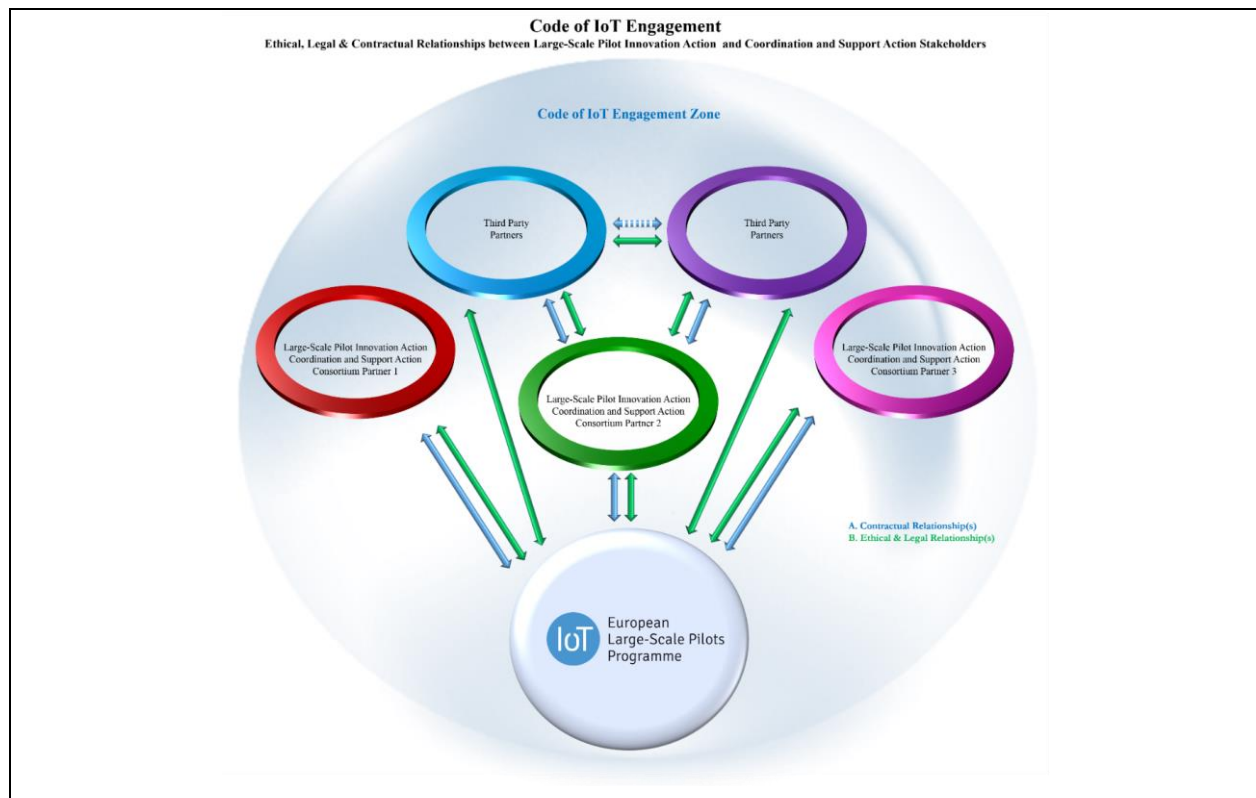 Code of IoT Engagement
Ethical, Legal & Contractual Relationships between Large-Scale Pilot Innovation Action and Coordination and Support Action Stakeholders
Code of IoT Engagement Zone
Third Party
Partners
Third Party
Partners
Large-Scale Pilot Innovation Action
Coordination and Support Action
Consortium Partner 1
Large-Scale Pilot Innovation Action
Coordination and Support Action
Consortium Partner 3
Large-Scale Pilot Innovation Action
Coordination and Support Action
Consortium Partner 2
A. Contractual Relationship(s)
B. Ethical & Legal Relationship(s)
IoT
European
Large-Scale Pilots
Programme